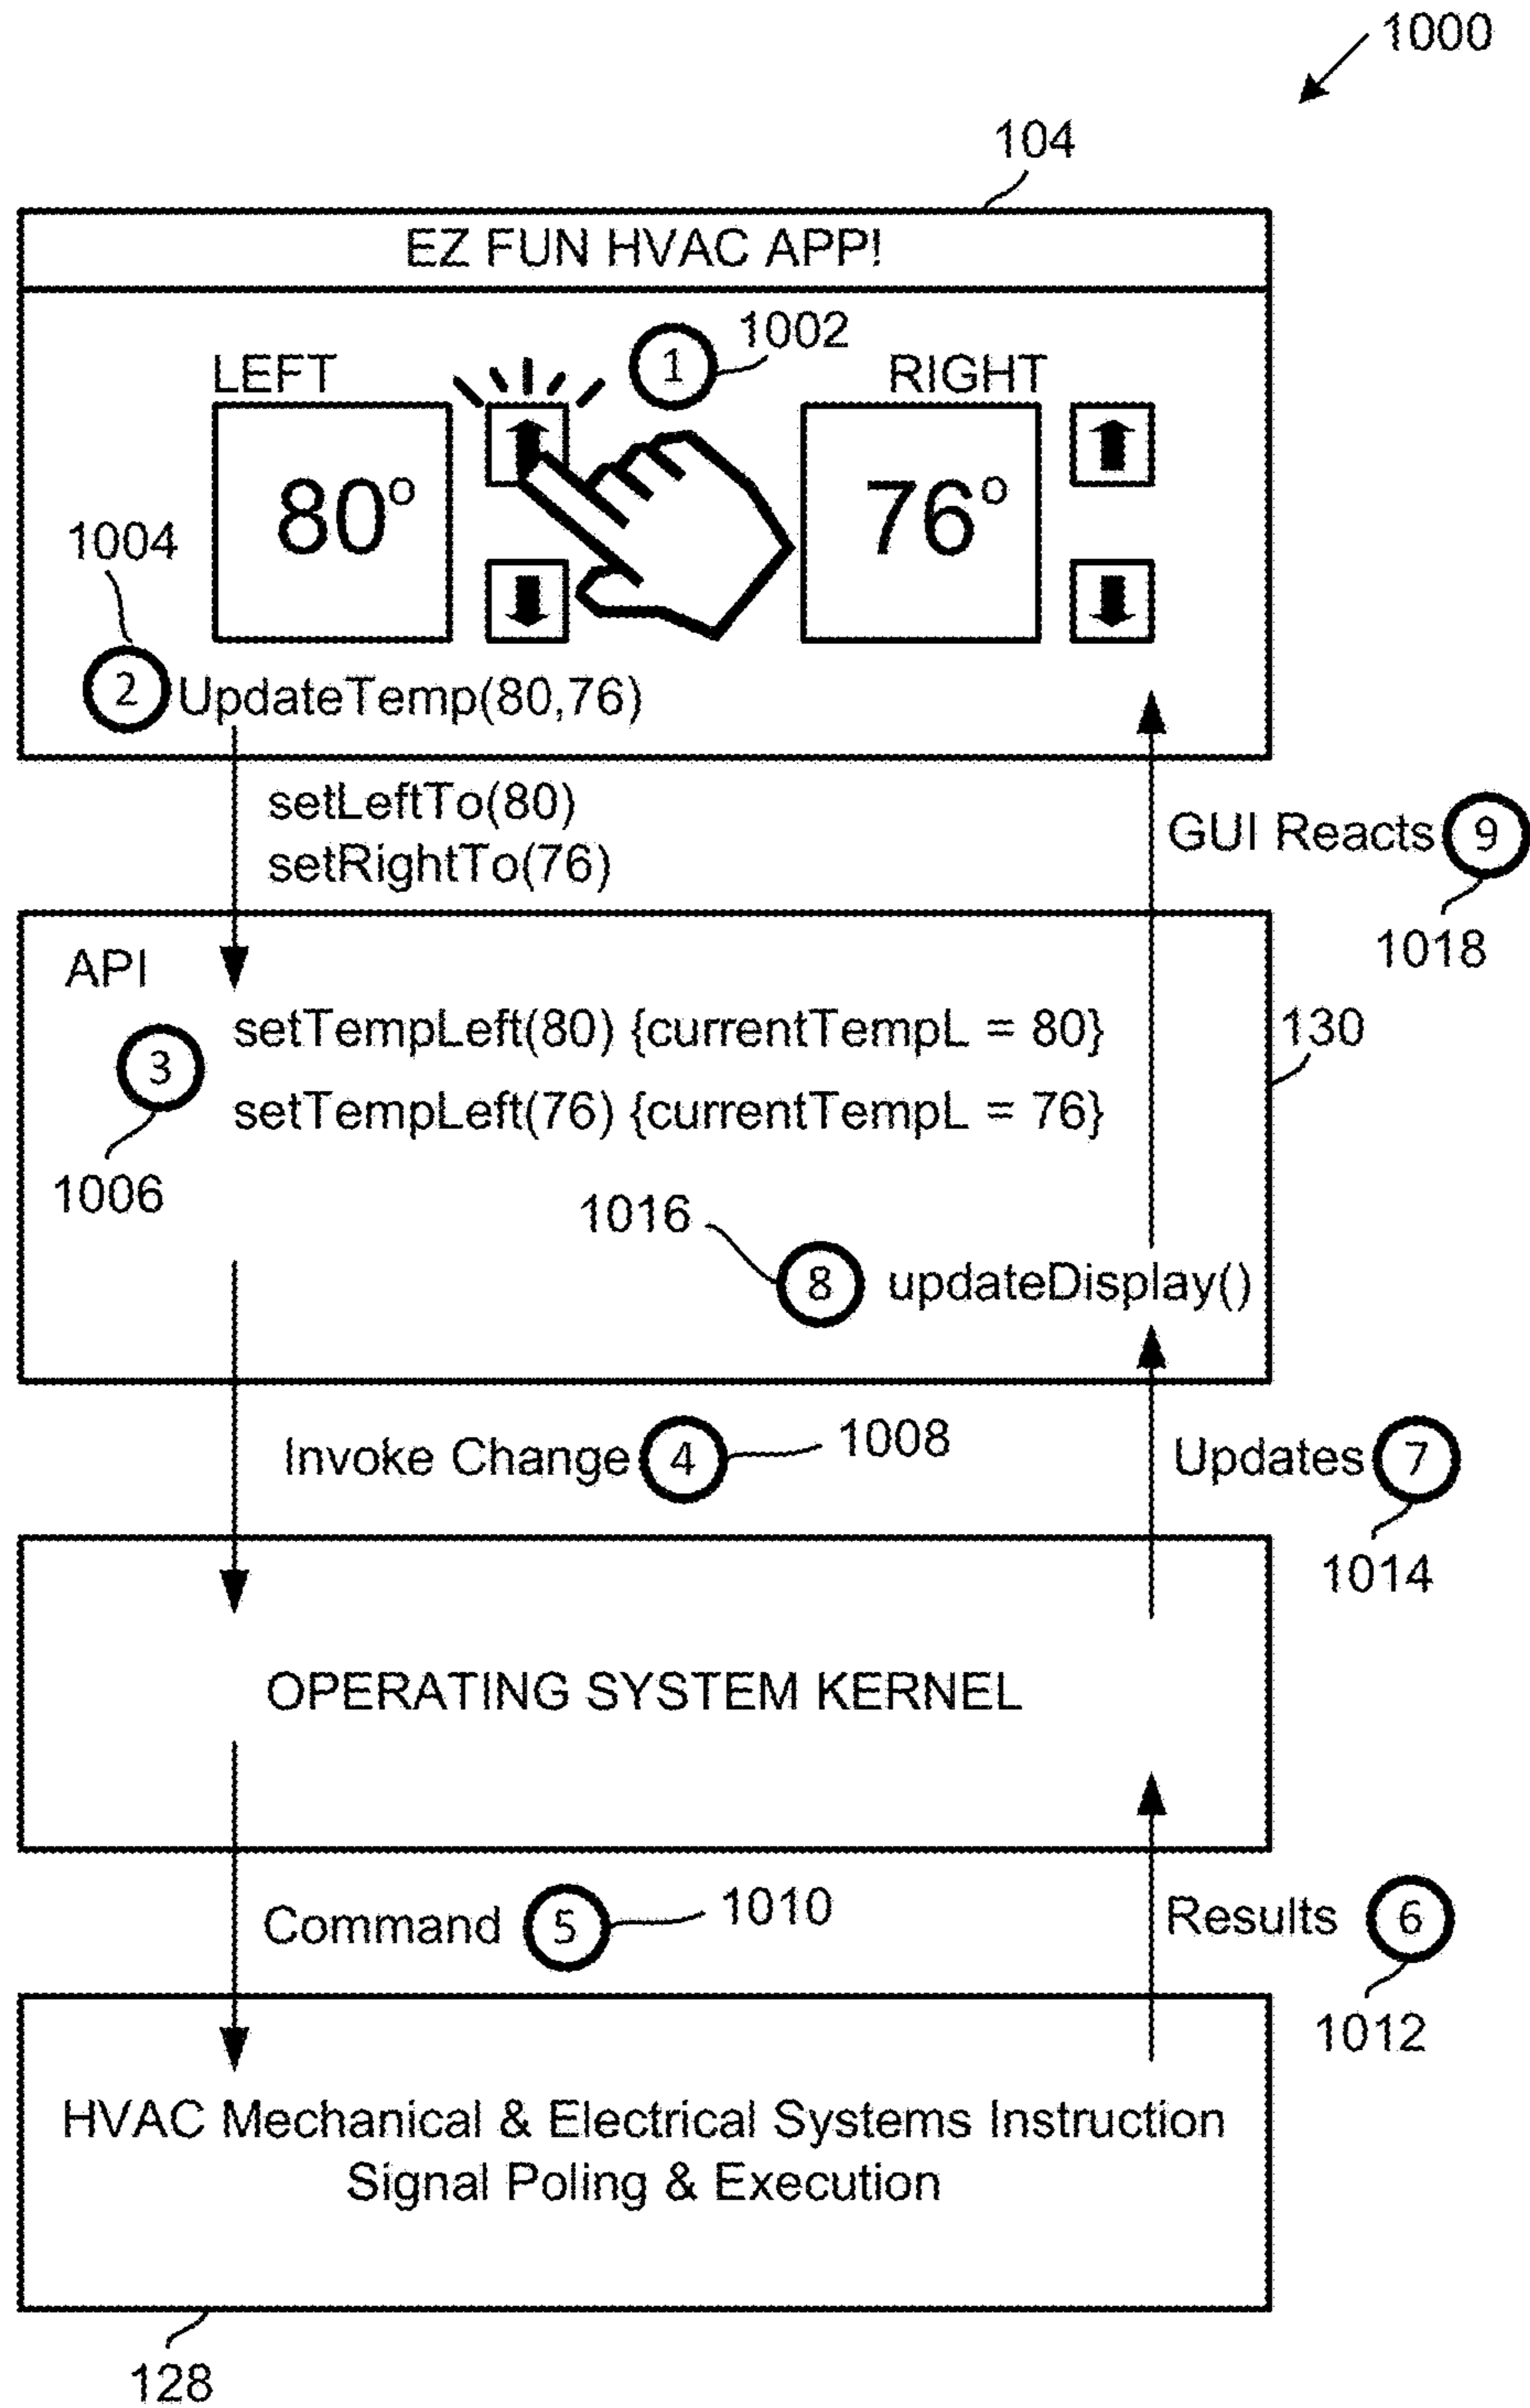 1000
104
EZ FUN HVAC APP!
1 1002
LEFT
RIGHT
80°
76°
1004
2 UpdateTemp(80,76)
setLeftTo(80)
setRightTo(76)
GUI Reacts 9
1018
API
130
3
setTempLeft(80) {currentTempL = 80}
setTempLeft(76) {currentTempL = 76}
1006
1016
8 updateDisplay()
Invoke Change 4 1008
Updates 7
1014
OPERATING SYSTEM KERNEL
Command 5 1010
Results 6
1012
HVAC Mechanical & Electrical Systems Instruction
Signal Poling & Execution
128